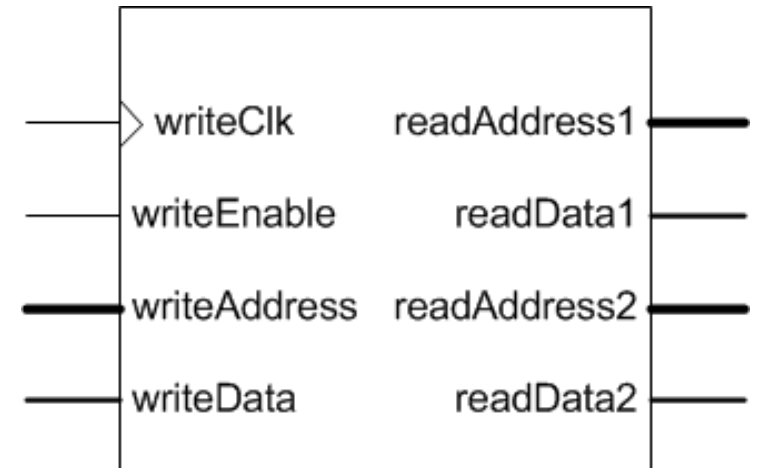 writeClk readAddress1
writeEnable readData1
writeAddress readAddress2
writeData readData2